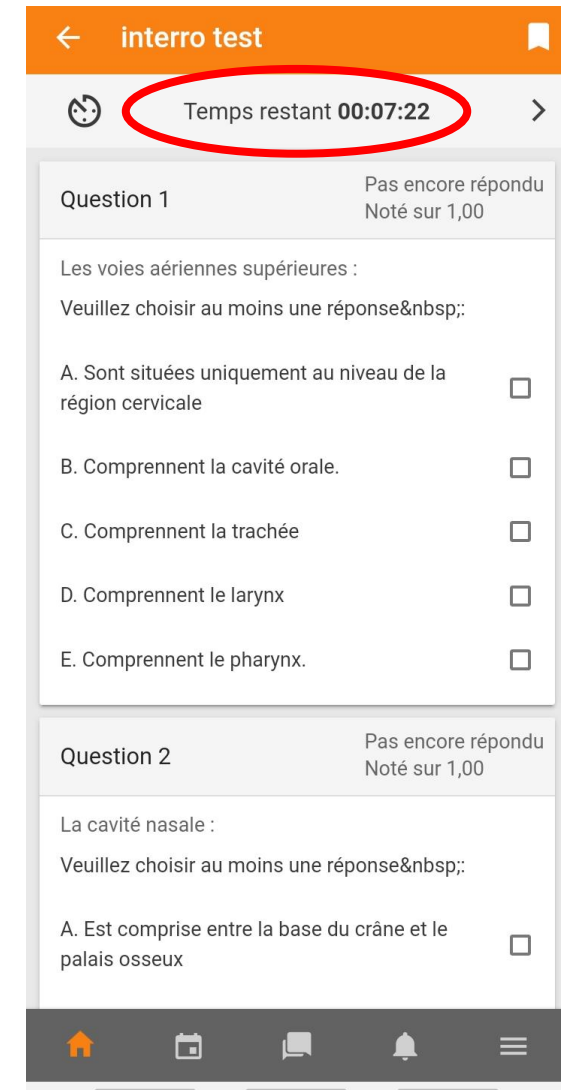 interro test
Temps restant 00:07:22
Question 1
Pas encore répondu
Noté sur 1,00
Les voies aériennes supérieures :
Veuillez choisir au moins une réponse&nbsp;:
A. Sont situées uniquement au niveau de la
région cervicale
B. Comprennent la cavité orale.
C. Comprennent la trachée
D. Comprennent le larynx
E. Comprennent le pharynx.
Question 2
Pas encore répondu
Noté sur 1,00
La cavité nasale :
Veuillez choisir au moins une réponse&nbsp;:
A. Est comprise entre la base du crâne et le
palais osseux